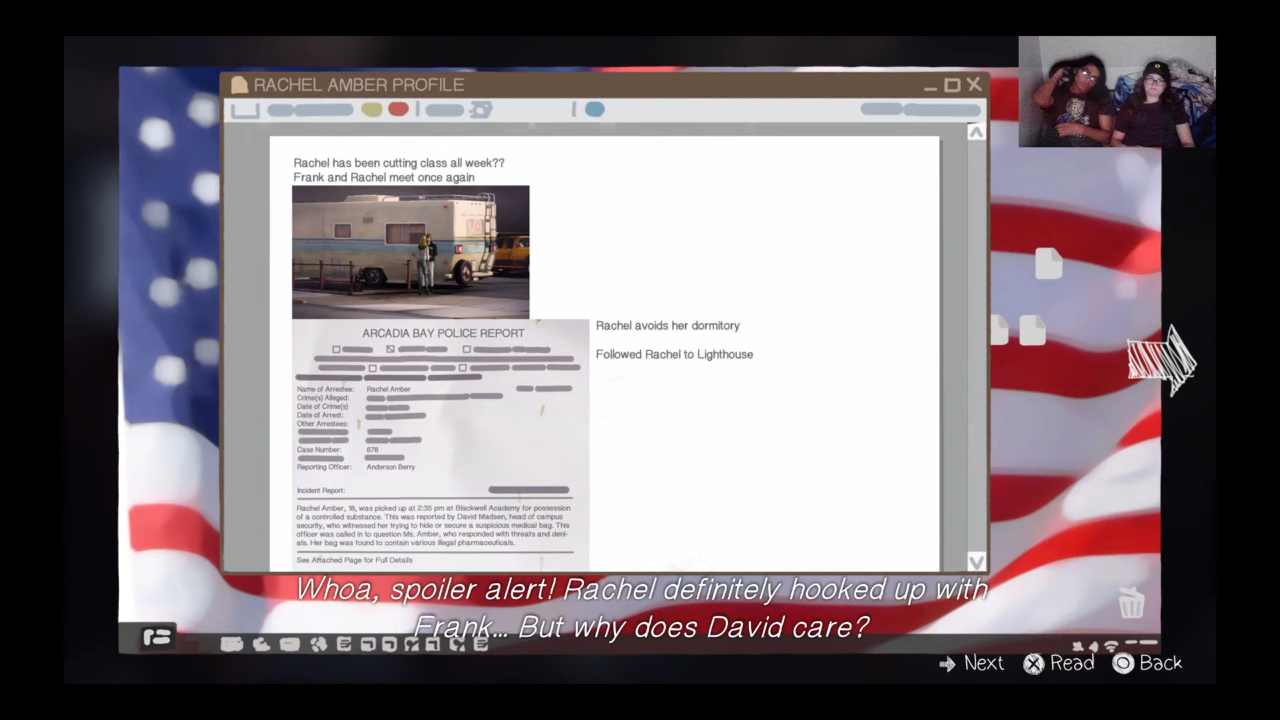 RACHEL AMBER PROFILE
Rachel has been cutting class all week??
Frank and Rachel meet once again
ARCADIA BAY POLICE REPORT
Name of Arrestee: Rachel Amber
Crime(s) Alleged:
Date of Crime(s)
Date of Arrest:
Other Arrestees:
Case Number: 678
Reporting Officer: Anderson Berry
Incident Report:
Rachel Amber, 18, was picked up at 2:35 pm at Blackwell Academy for possession
of a controlled substance. This was reported by David Madsen, head of campus
security, who witnessed her trying to hide or secure a suspicious medical bag. This
officer was called in to question Ms. Amber, who responded with threats and deni-
als. Her bag was found to contain various illegal pharmaceuticals.
See Attached Page for Full Details
Rachel avoids her dormitory
Followed Rachel to Lighthouse
Whoa, spoiler alert! Rachel definitely hooked up with
Frank... But why does David care?
Next Read Back